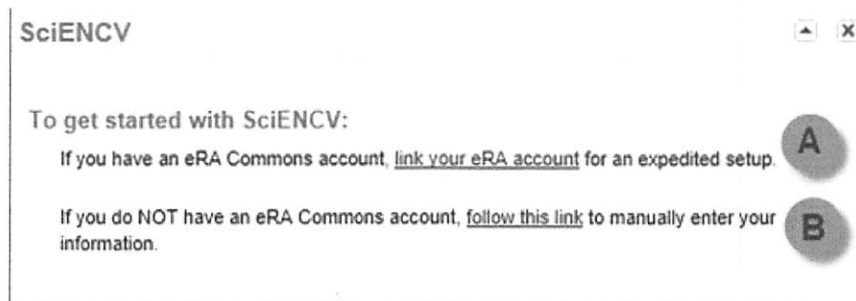 SciENCV
To get started with SciENCV:
If you have an eRA Commons account, link your eRA account for an expedited setup.
A
If you do NOT have an eRA Commons account, follow this link to manually enter your
information.
B